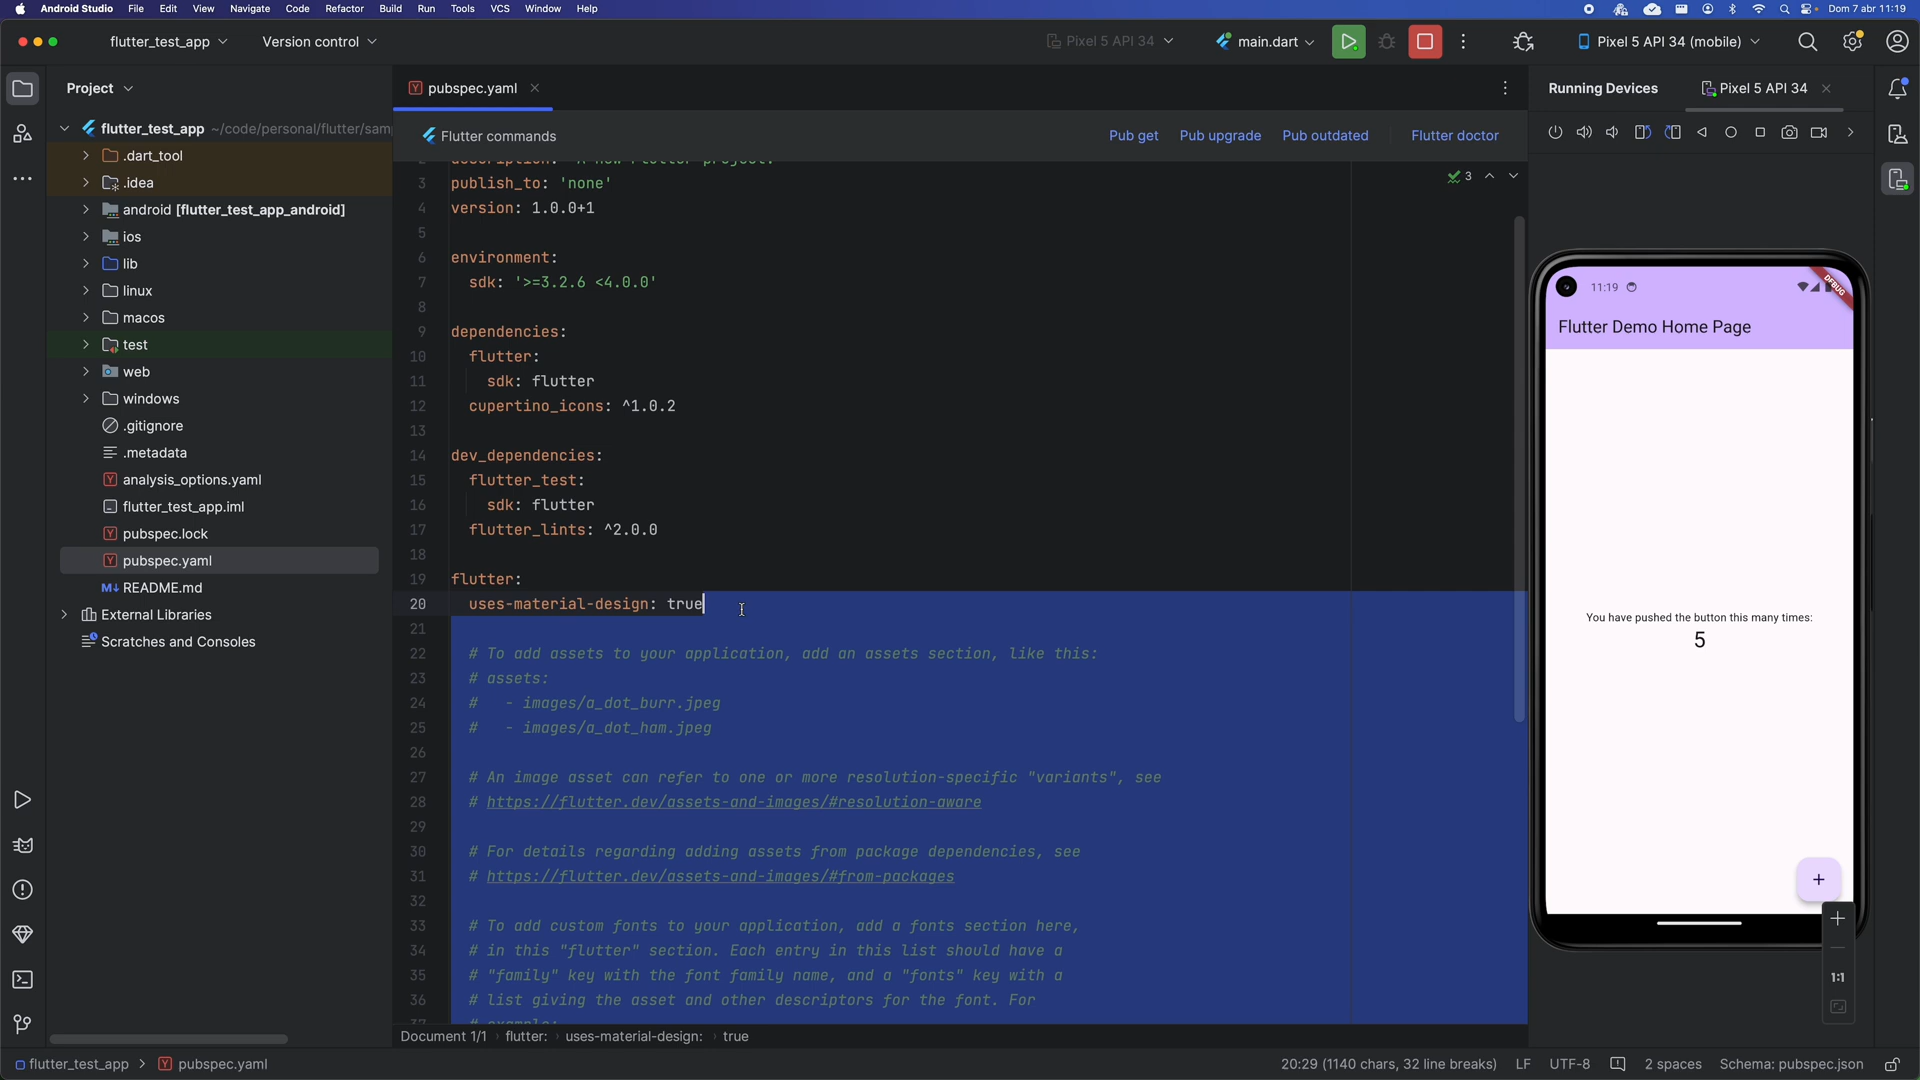 Android Studio File Edit View Navigate Code Refactor Build Run Tools VCS Window Help
Dom 7 abr 11:19
flutter_test_app
Version control
Pixel 5 API 34
main.dart
Pixel 5 API 34 (mobile)
Project
pubspec.yaml
Running Devices
Pixel 5 API 34
Flutter commands
Pub get
Pub upgrade
Pub outdated
Flutter doctor
flutter_test_app ~/code/personal/flutter/sam
.dart_tool
.idea
android [flutter_test_app_android]
ios
lib
linux
macos
test
web
windows
.gitignore
.metadata
analysis_options.yaml
flutter_test_app.iml
pubspec.lock
pubspec.yaml
README.md
External Libraries
Scratches and Consoles
2 description: "A new Flutter project."
3 publish_to: 'none'
4 version: 1.0.0+1
5
6 environment:
7 sdk: '>=3.2.6 <4.0.0'
8
9 dependencies:
10 flutter:
11 sdk: flutter
12 cupertino_icons: ^1.0.2
13
14 dev_dependencies:
15 flutter_test:
16 sdk: flutter
17 flutter_lints: ^2.0.0
18
19 flutter:
20 uses-material-design: true
21
22 # To add assets to your application, add an assets section, like this:
23 # assets:
24 # - images/a_dot_burr.jpeg
25 # - images/a_dot_ham.jpeg
26
27 # An image asset can refer to one or more resolution-specific "variants", see
28 # https://flutter.dev/assets-and-images/#resolution-aware
29
30 # For details regarding adding assets from package dependencies, see
31 # https://flutter.dev/assets-and-images/#from-packages
32
33 # To add custom fonts to your application, add a fonts section here,
34 # in this "flutter" section. Each entry in this list should have a
35 # "family" key with the font family name, and a "fonts" key with a
36 # list giving the asset and other descriptors for the font. For
37 # example:
3
11:19
DEBUG
Flutter Demo Home Page
You have pushed the button this many times:
5
+
1:1
Document 1/1 › flutter: › uses-material-design: › true
flutter_test_app › pubspec.yaml
20:29 (1140 chars, 32 line breaks) LF UTF-8 2 spaces Schema: pubspec.json